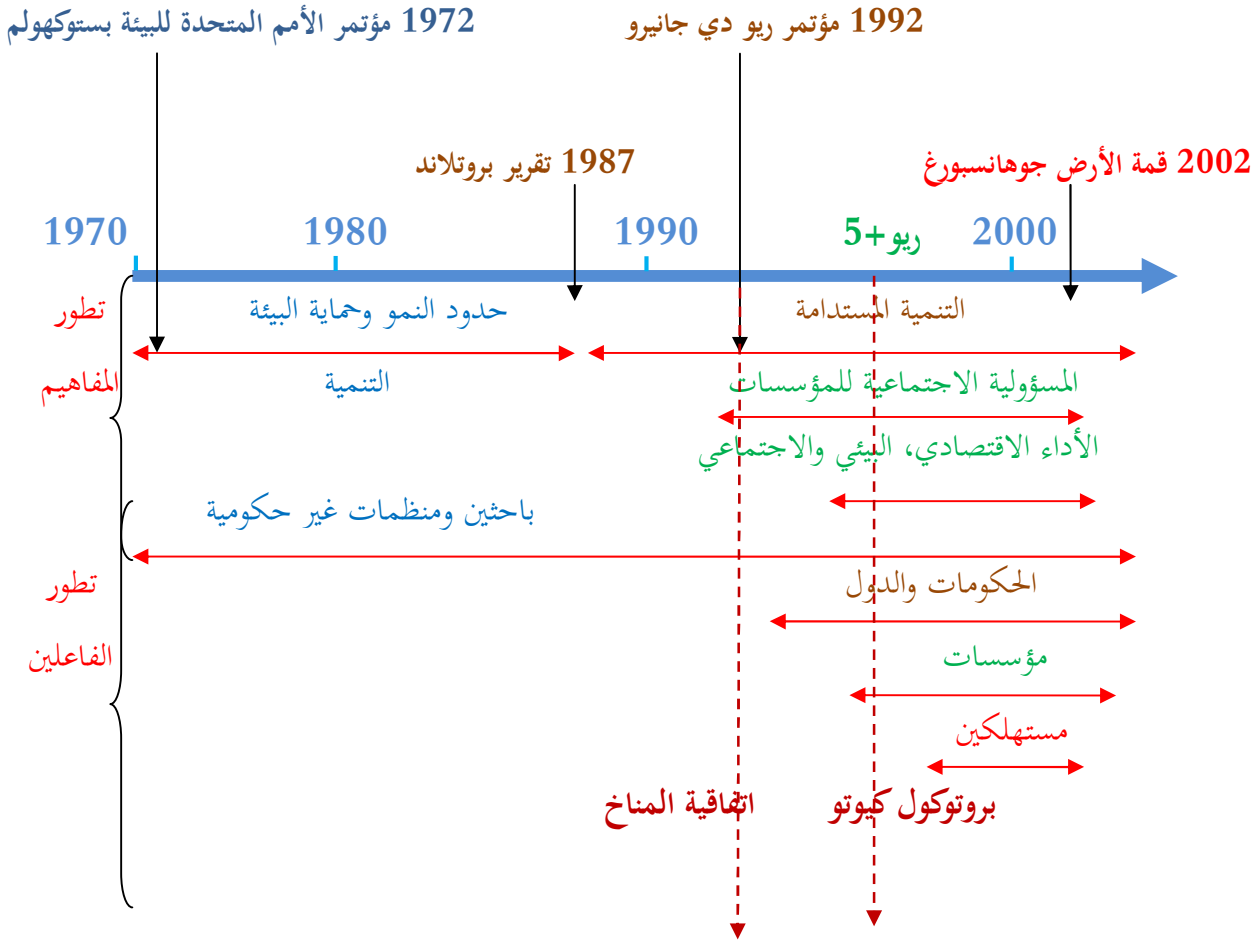 1972 مؤتمر الأمم المتحدة للبيئة بستوكهولم
1992 مؤتمر ريو دي جانيرو
1987 تقرير بروتلاند
2002 قمة الأرض جوهانسبورغ
1970
1980
1990
ريو+5
2000
تطور
المفاهيم
حدود النمو وحماية البيئة
التنمية المستدامة
التنمية
المسؤولية الاجتماعية للمؤسسات
الأداء الاقتصادي، البيئي والاجتماعي
باحثين ومنظمات غير حكومية
تطور
الفاعلين
الحكومات والدول
مؤسسات
مستهلكين
اتفاقية المناخ
بروتوكول كيوتو